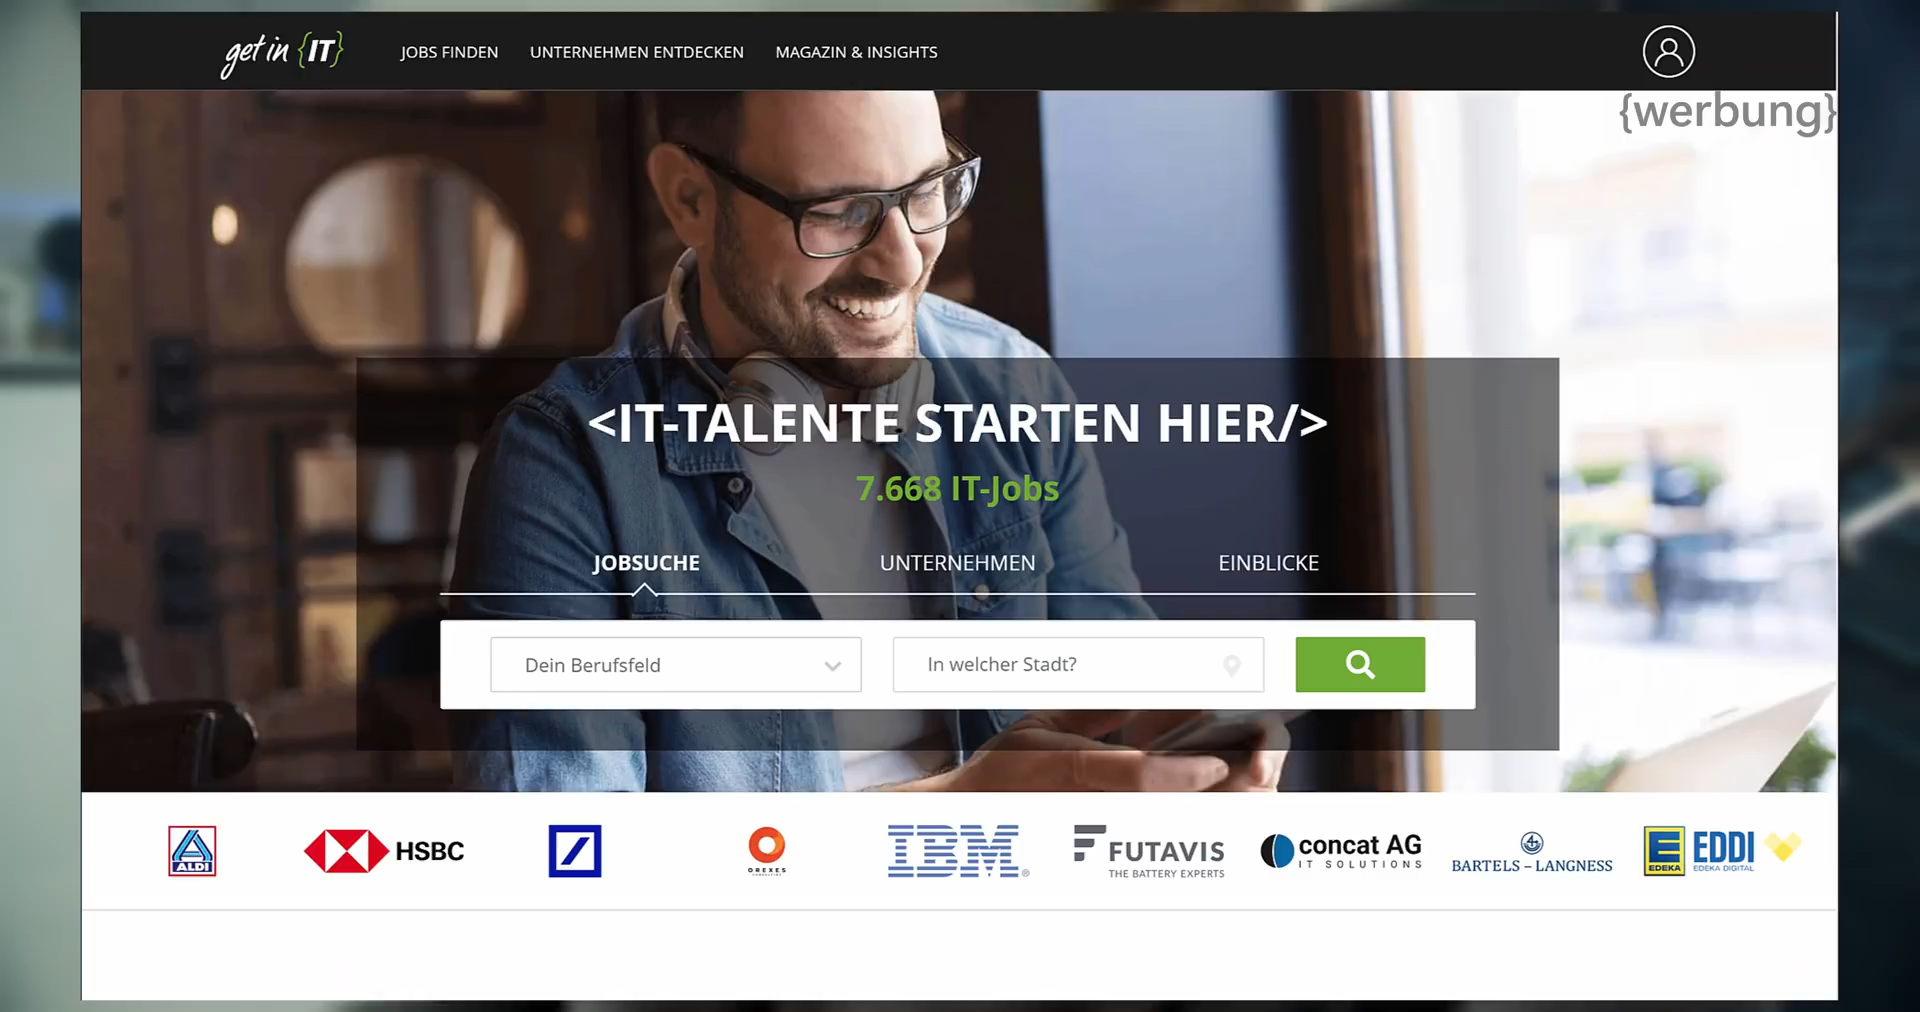 get in {IT}
JOBS FINDEN
UNTERNEHMEN ENTDECKEN
MAGAZIN & INSIGHTS
{werbung}
<IT-TALENTE STARTEN HIER/>
7.668 IT-Jobs
JOBSUCHE
UNTERNEHMEN
EINBLICKE
Dein Berufsfeld
In welcher Stadt?
ALDI
HSBC
OREXES
IBM®
FUTAVIS
THE BATTERY EXPERTS
concat AG
IT SOLUTIONS
BARTELS – LANGNESS
EDEKA
EDDI
EDEKA DIGITAL